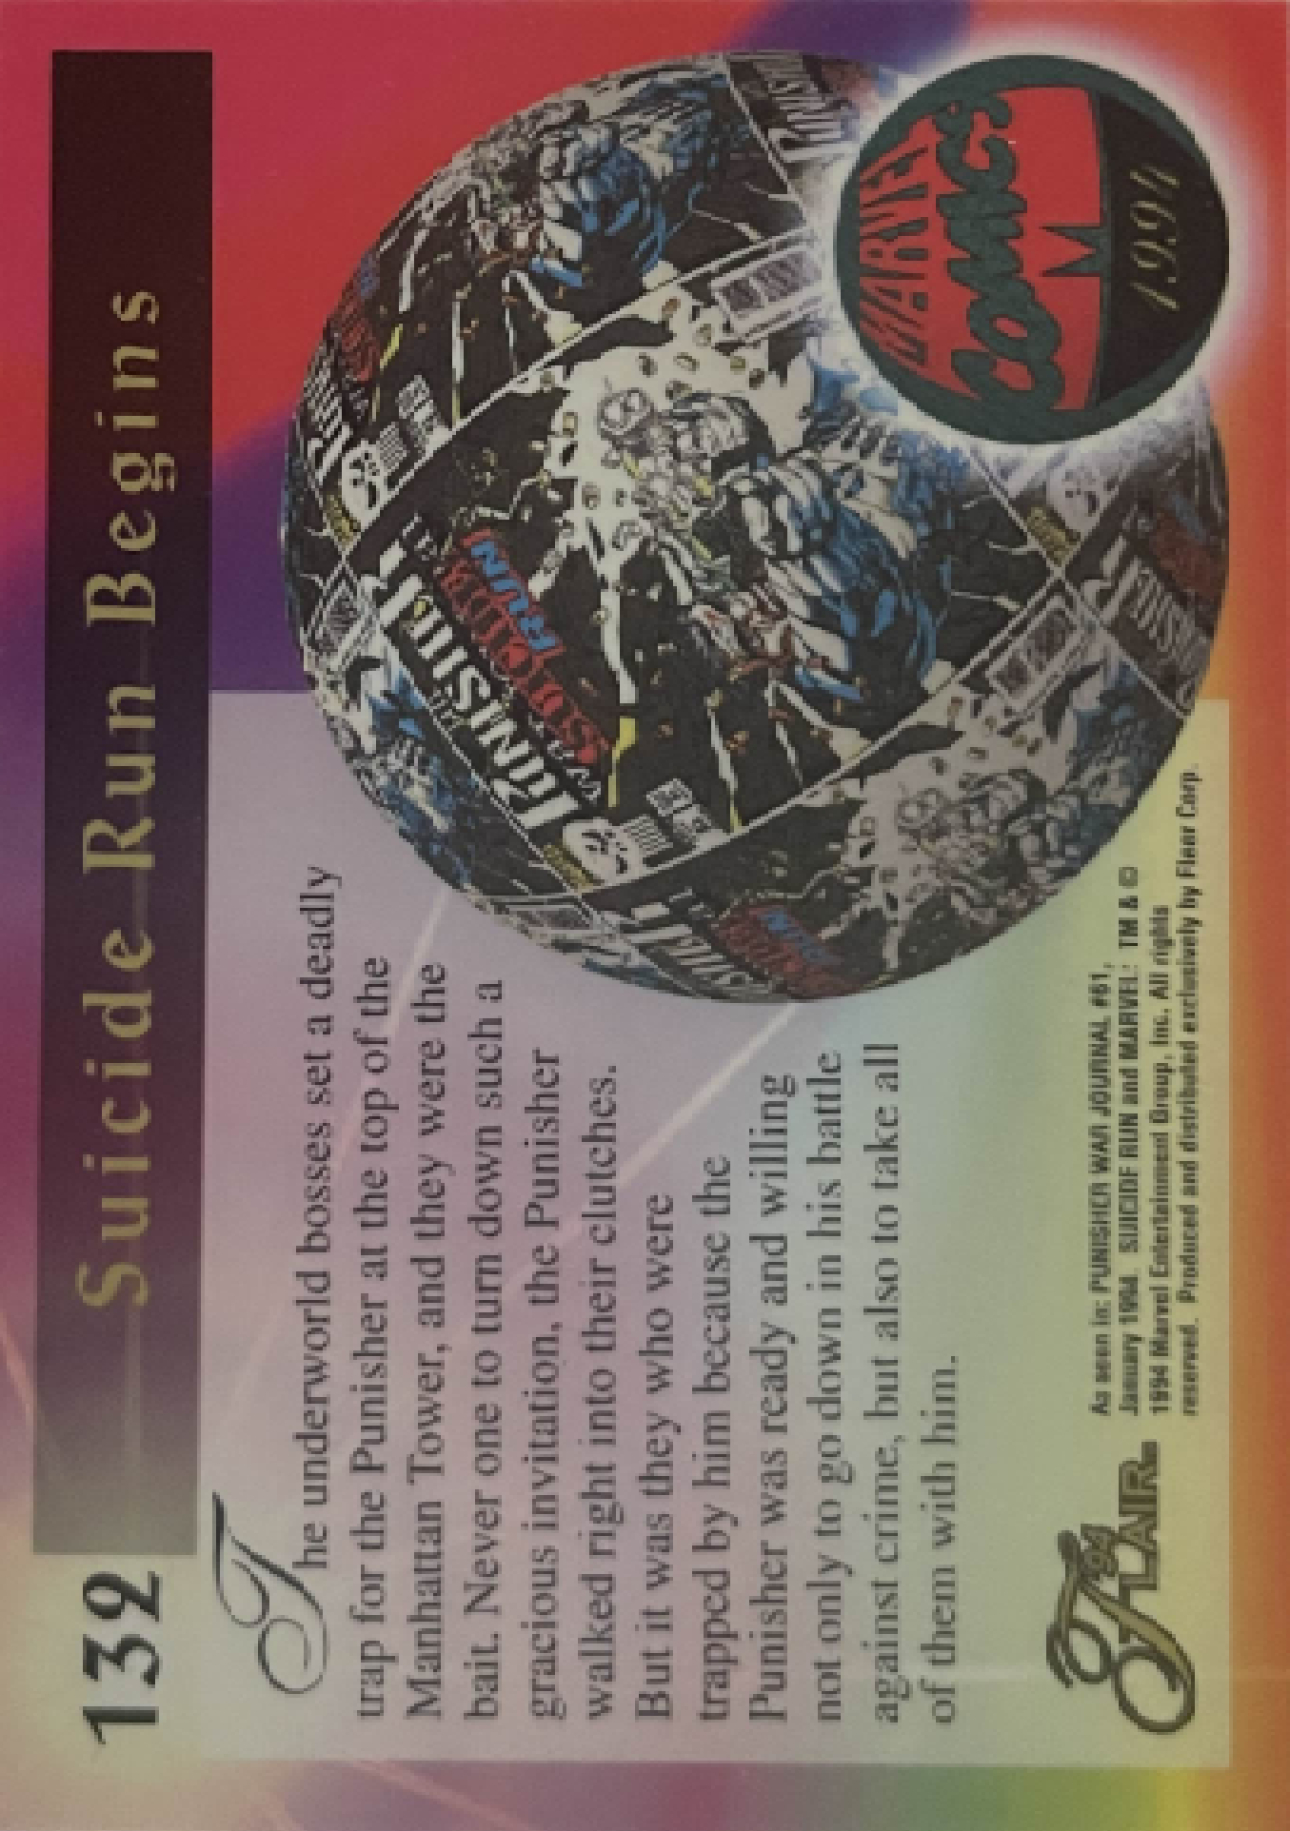 132
Suicide Run Begins
The underworld bosses set a deadly
trap for the Punisher at the top of the
Manhattan Tower, and they were the
bait. Never one to turn down such a
gracious invitation, the Punisher
walked right into their clutches.
But it was they who were
trapped by him because the
Punisher was ready and willing
not only to go down in his battle
against crime, but also to take all
of them with him.
'94
FLAIR
As seen in: PUNISHER WAR JOURNAL #61,
January 1994. SUICIDE RUN and MARVEL: TM & ©
1994 Marvel Entertainment Group, Inc. All rights
reserved. Produced and distributed exclusively by Fleer Corp.
THE
PUNISHER
WAR
SUICIDE
RUN
MARVEL
COMICS
M
1994